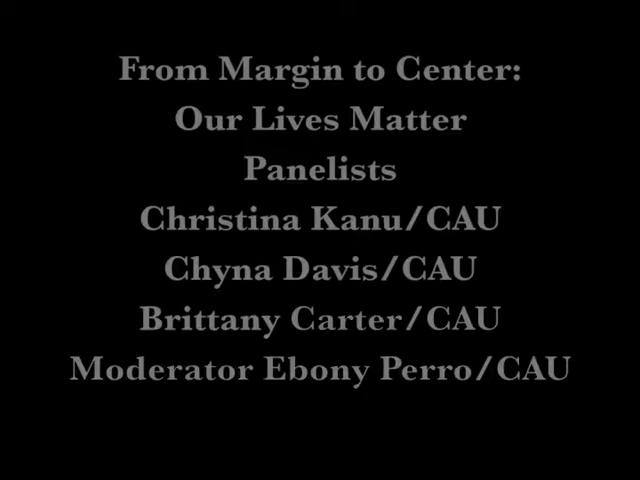 From Margin to Center:
Our Lives Matter
Panelists
Christina Kanu/CAU
Chyna Davis/CAU
Brittany Carter/CAU
Moderator Ebony Perro/CAU